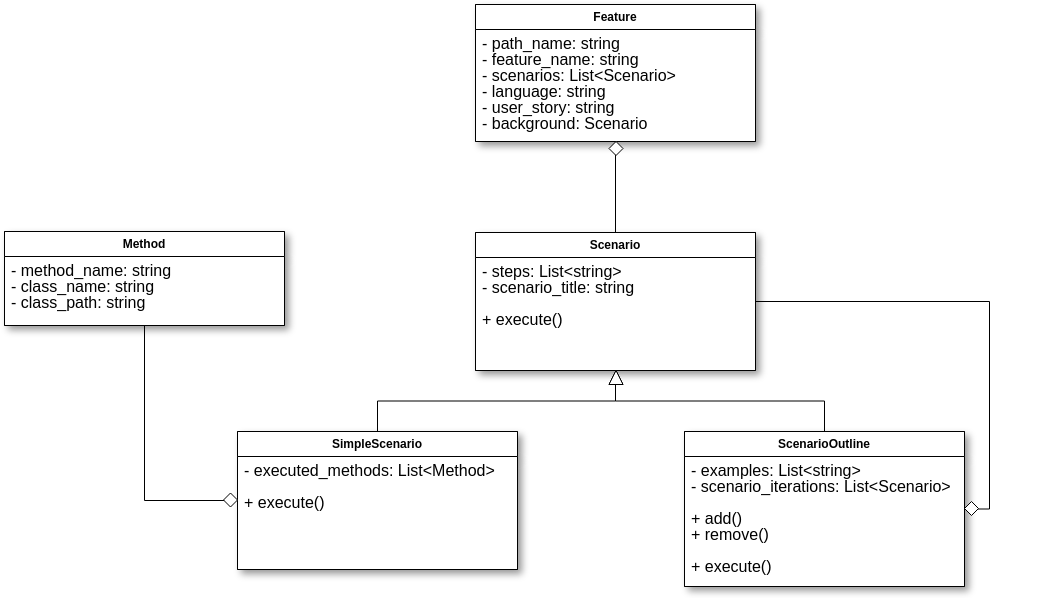 Feature
- path_name: string
- feature_name: string
- scenarios: List<Scenario>
- language: string
- user_story: string
- background: Scenario
Method
- method_name: string
- class_name: string
- class_path: string
Scenario
- steps: List<string>
- scenario_title: string
+ execute()
SimpleScenario
- executed_methods: List<Method>
+ execute()
ScenarioOutline
- examples: List<string>
- scenario_iterations: List<Scenario>
+ add()
+ remove()
+ execute()